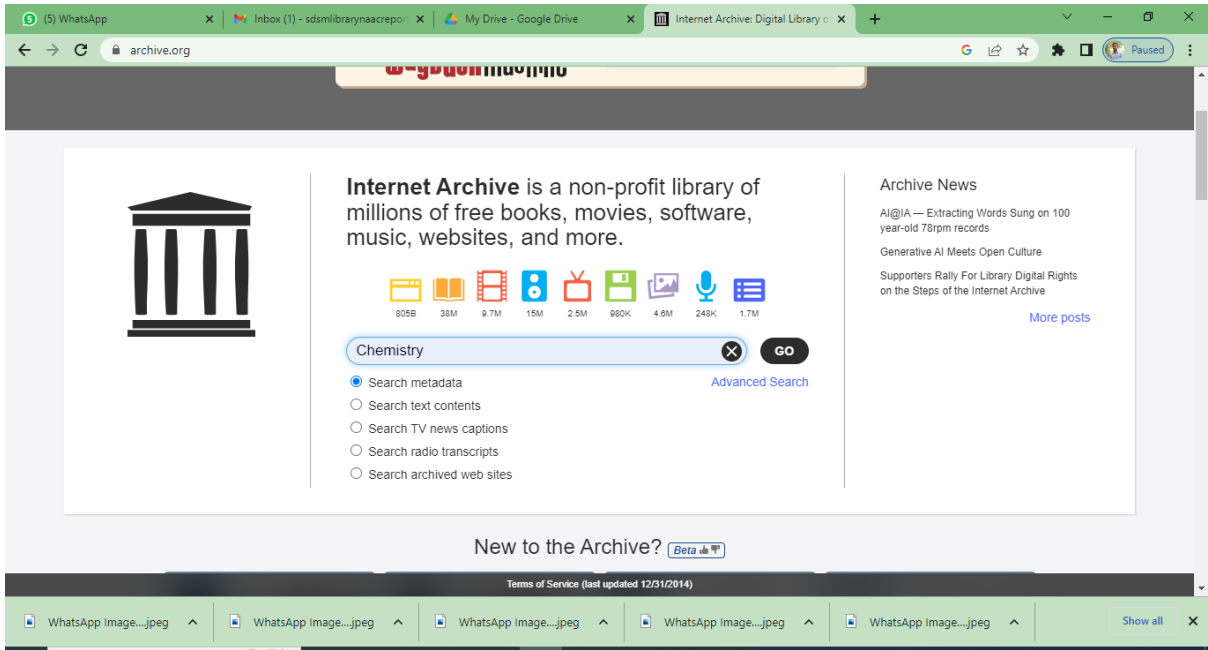 (5) WhatsApp
Inbox (1) - sdsmlibrarynaacreport
My Drive - Google Drive
Internet Archive: Digital Library o
archive.org
Paused
Internet Archive is a non-profit library of
millions of free books, movies, software,
music, websites, and more.
805B 38M 9.7M 15M 2.5M 980K 4.6M 248K 1.7M
Chemistry
GO
Search metadata
Advanced Search
Search text contents
Search TV news captions
Search radio transcripts
Search archived web sites
Archive News
AI@IA — Extracting Words Sung on 100
year-old 78rpm records
Generative AI Meets Open Culture
Supporters Rally For Library Digital Rights
on the Steps of the Internet Archive
More posts
New to the Archive? Beta
Terms of Service (last updated 12/31/2014)
WhatsApp Image....jpeg
WhatsApp Image....jpeg
WhatsApp Image....jpeg
WhatsApp Image....jpeg
WhatsApp Image....jpeg
Show all